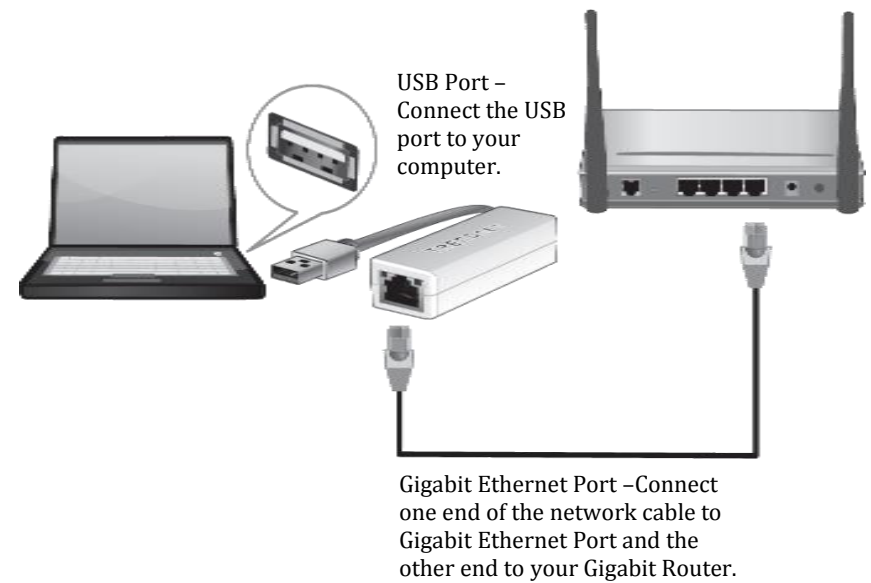 USB Port –
Connect the USB
port to your
computer.
TRENDnet
Gigabit Ethernet Port –Connect
one end of the network cable to
Gigabit Ethernet Port and the
other end to your Gigabit Router.